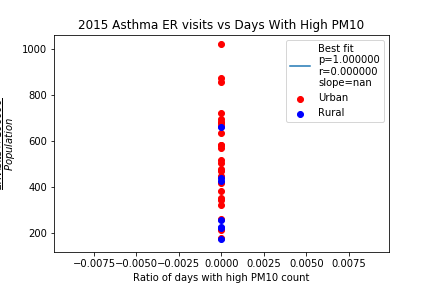 2015 Asthma ER visits vs Days With High PM10
1000
800
600
400
200
Population
Best fit
p=1.000000
r=0.000000
slope=nan
Urban
Rural
−0.0075 −0.0050 −0.0025 0.0000 0.0025 0.0050 0.0075
Ratio of days with high PM10 count